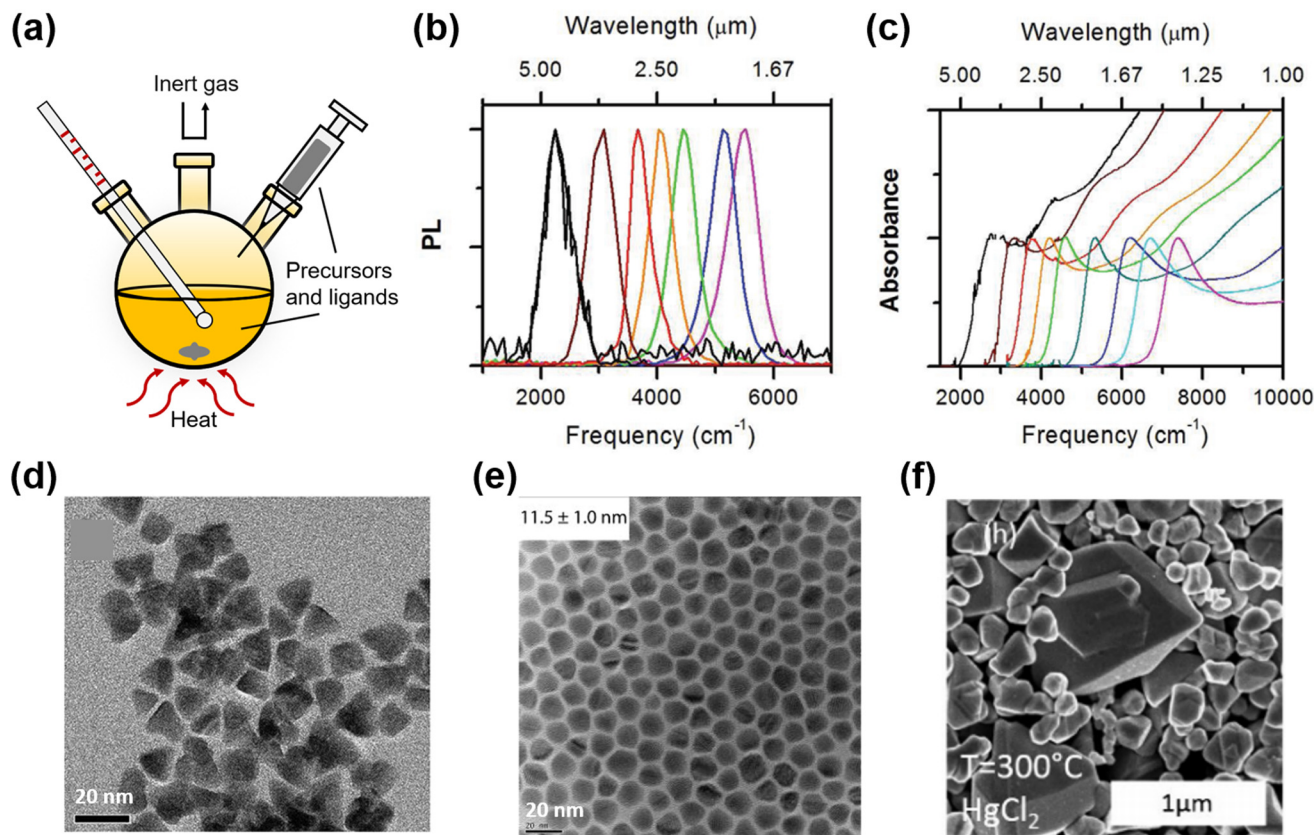 (a)
Inert gas
Precursors
and ligands
Heat
(b)
Wavelength (μm)
5.00 2.50 1.67
PL
2000 4000 6000
Frequency (cm⁻¹)
(c)
Wavelength (μm)
5.00 2.50 1.67 1.25 1.00
Absorbance
2000 4000 6000 8000 10000
Frequency (cm⁻¹)
(d)
20 nm
(e)
11.5 ± 1.0 nm
20 nm
20 nm
(f)
(h)
T=300°C
HgCl₂
1μm